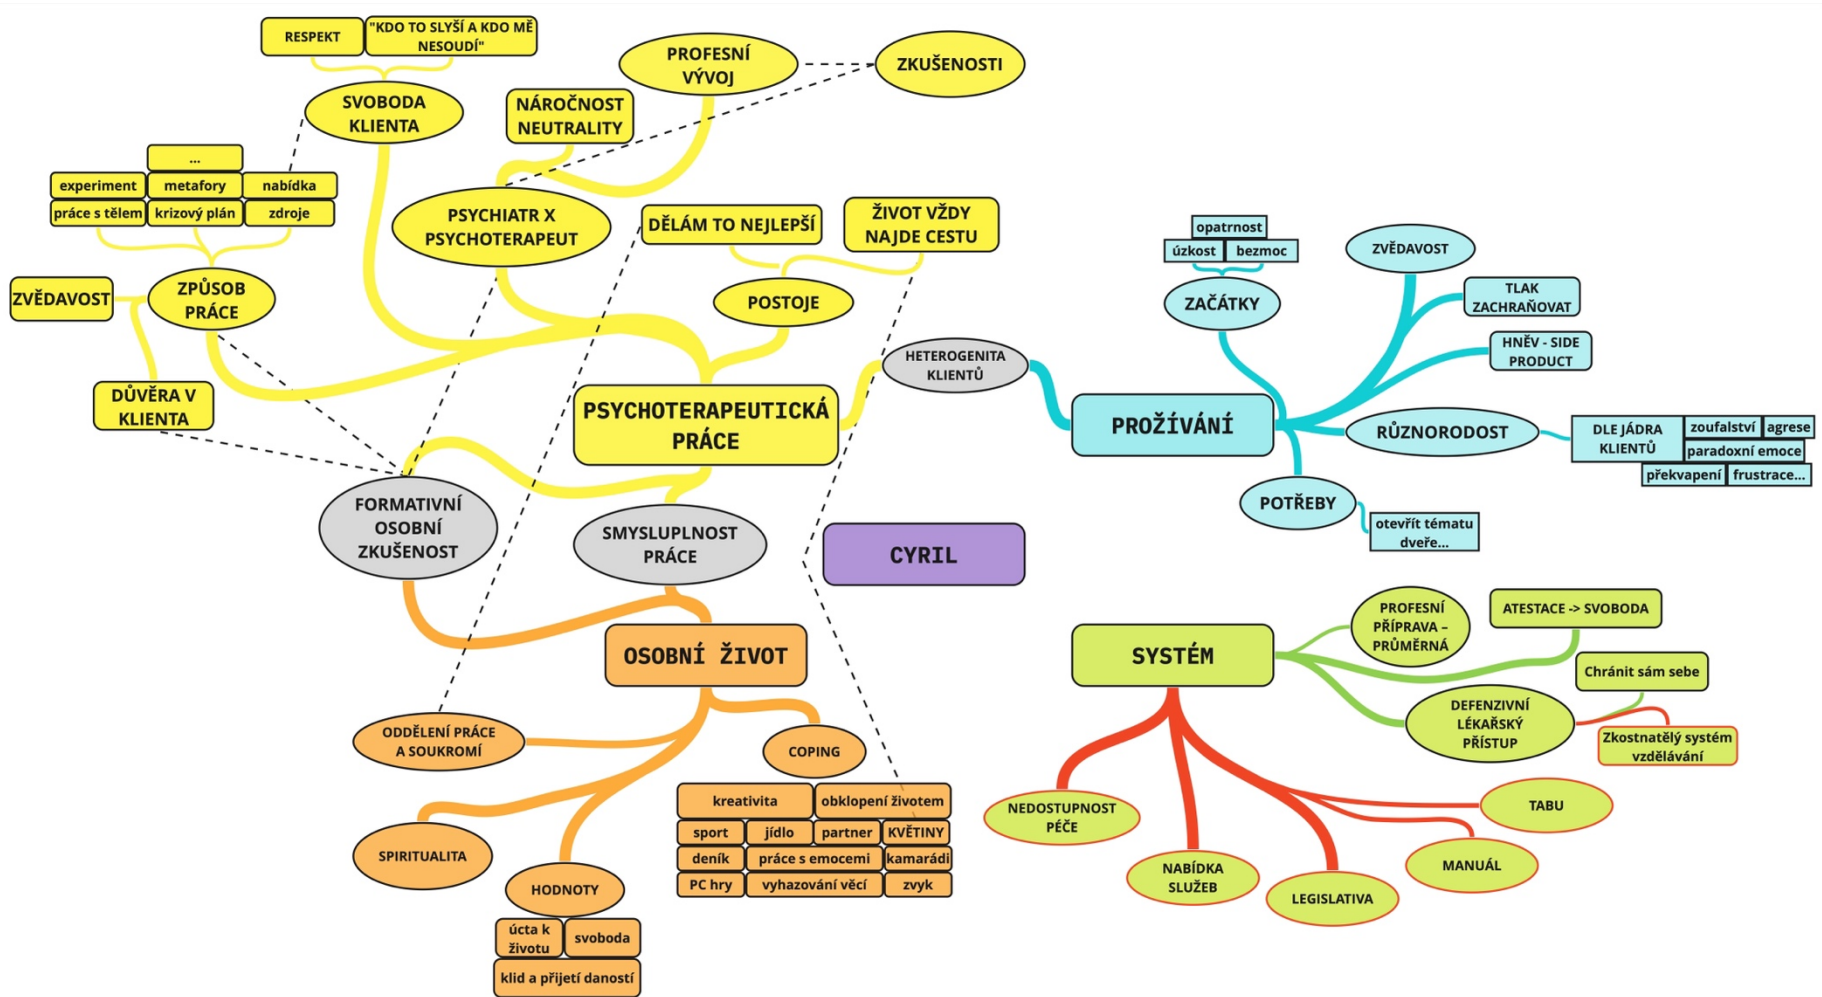 RESPEKT
"KDO TO SLYŠÍ A KDO MĚ
NESOUDÍ"
SVOBODA
KLIENTA
PROFESNÍ
VÝVOJ
ZKUŠENOSTI
NÁROČNOST
NEUTRALITY
...
experiment
metafory
nabídka
práce s tělem
krizový plán
zdroje
PSYCHIATR X
PSYCHOTERAPEUT
DĚLÁM TO NEJLEPŠÍ
ŽIVOT VŽDY
NAJDE CESTU
ZVĚDAVOST
ZPŮSOB
PRÁCE
POSTOJE
DŮVĚRA V
KLIENTA
PSYCHOTERAPEUTICKÁ
PRÁCE
HETEROGENITA
KLIENTŮ
FORMATIVNÍ
OSOBNÍ
ZKUŠENOST
SMYSLUPLNOST
PRÁCE
CYRIL
opatrnost
úzkost
bezmoc
ZAČÁTKY
ZVĚDAVOST
TLAK
ZACHRAŇOVAT
HNĚV - SIDE
PRODUCT
PROŽÍVÁNÍ
RŮZNORODOST
DLE JÁDRA
KLIENTŮ
zoufalství
agrese
paradoxní emoce
překvapení
frustrace...
POTŘEBY
otevřít tématu
dveře...
OSOBNÍ ŽIVOT
ODDĚLENÍ PRÁCE
A SOUKROMÍ
COPING
kreativita
obklopení životem
sport
jídlo
partner
KVĚTINY
deník
práce s emocemi
kamarádi
PC hry
vyhazování věcí
zvyk
SPIRITUALITA
HODNOTY
úcta k
životu
svoboda
klid a přijetí daností
SYSTÉM
PROFESNÍ
PŘÍPRAVA –
PRŮMĚRNÁ
ATESTACE -> SVOBODA
Chránit sám sebe
DEFENZIVNÍ
LÉKAŘSKÝ
PŘÍSTUP
Zkostnatělý systém
vzdělávání
NEDOSTUPNOST
PÉČE
NABÍDKA
SLUŽEB
LEGISLATIVA
MANUÁL
TABU